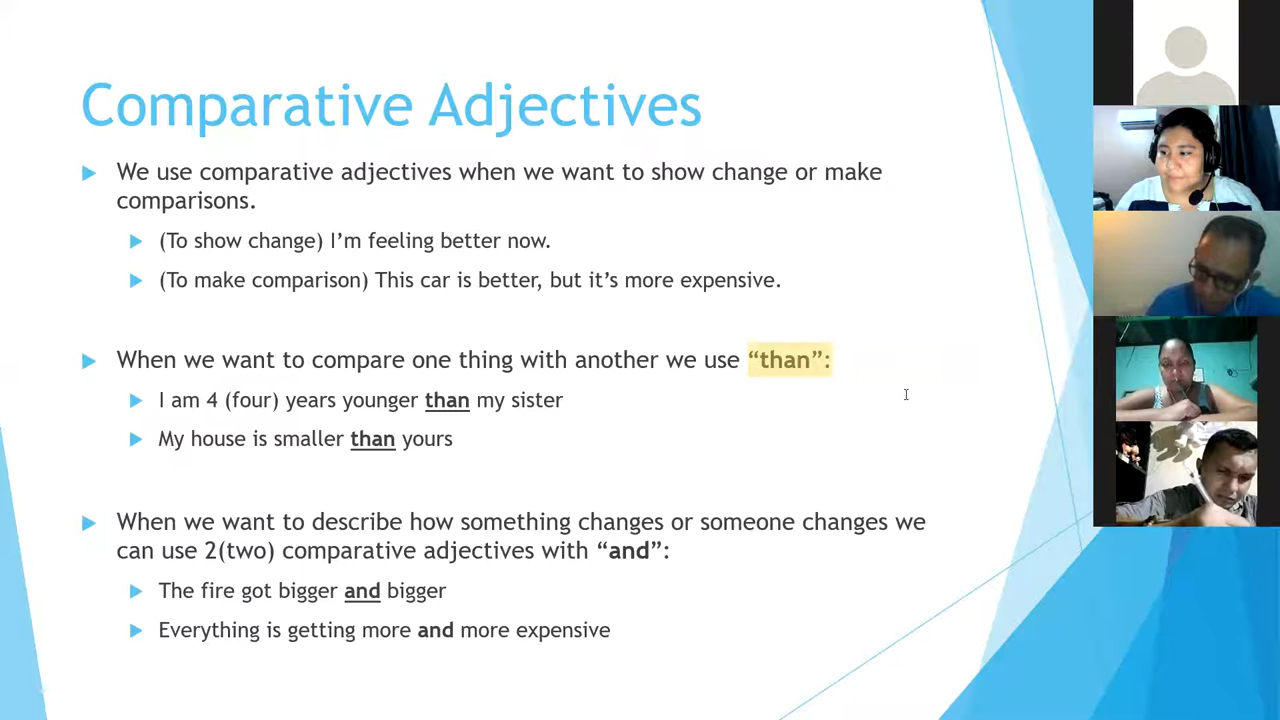 Comparative Adjectives
We use comparative adjectives when we want to show change or make
comparisons.
(To show change) I’m feeling better now.
(To make comparison) This car is better, but it’s more expensive.
When we want to compare one thing with another we use “than”:
I am 4 (four) years younger than my sister
My house is smaller than yours
When we want to describe how something changes or someone changes we
can use 2(two) comparative adjectives with “and”:
The fire got bigger and bigger
Everything is getting more and more expensive